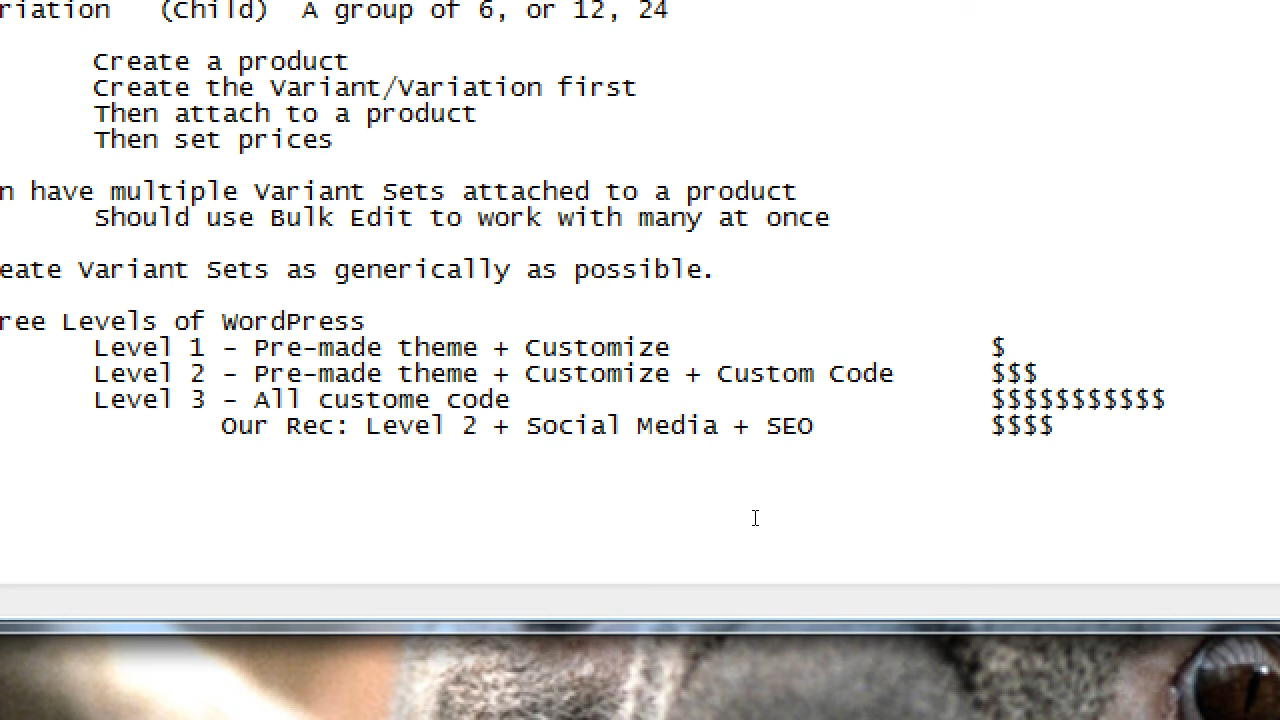 riation (Child) A group of 6, or 12, 24
Create a product
Create the Variant/Variation first
Then attach to a product
Then set prices
n have multiple Variant Sets attached to a product
Should use Bulk Edit to work with many at once
eate Variant Sets as generically as possible.
ree Levels of WordPress
Level 1 - Pre-made theme + Customize $
Level 2 - Pre-made theme + Customize + Custom Code $$$
Level 3 - All custome code $$$$$$$$$$$
Our Rec: Level 2 + Social Media + SEO $$$$